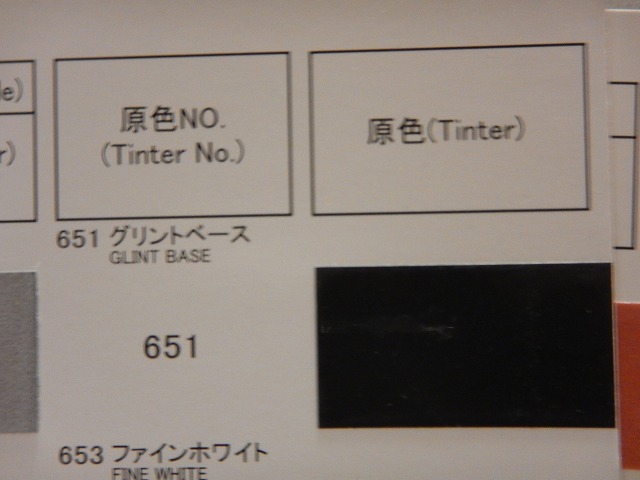 le)
r)
原色NO.
(Tinter No.)
原色(Tinter)
651 グリントベース
GLINT BASE
651
653 ファインホワイト
FINE WHITE